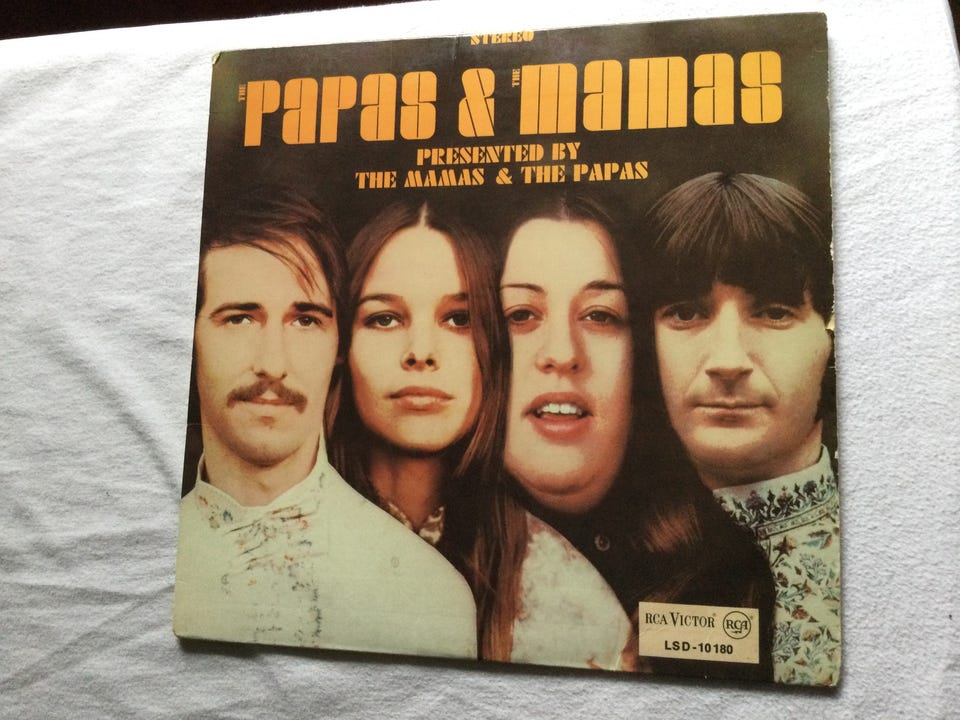 STEREO
THE PAPAS & THE MAMAS
PRESENTED BY
THE MAMAS & THE PAPAS
RCA VICTOR RCA
LSD-10180